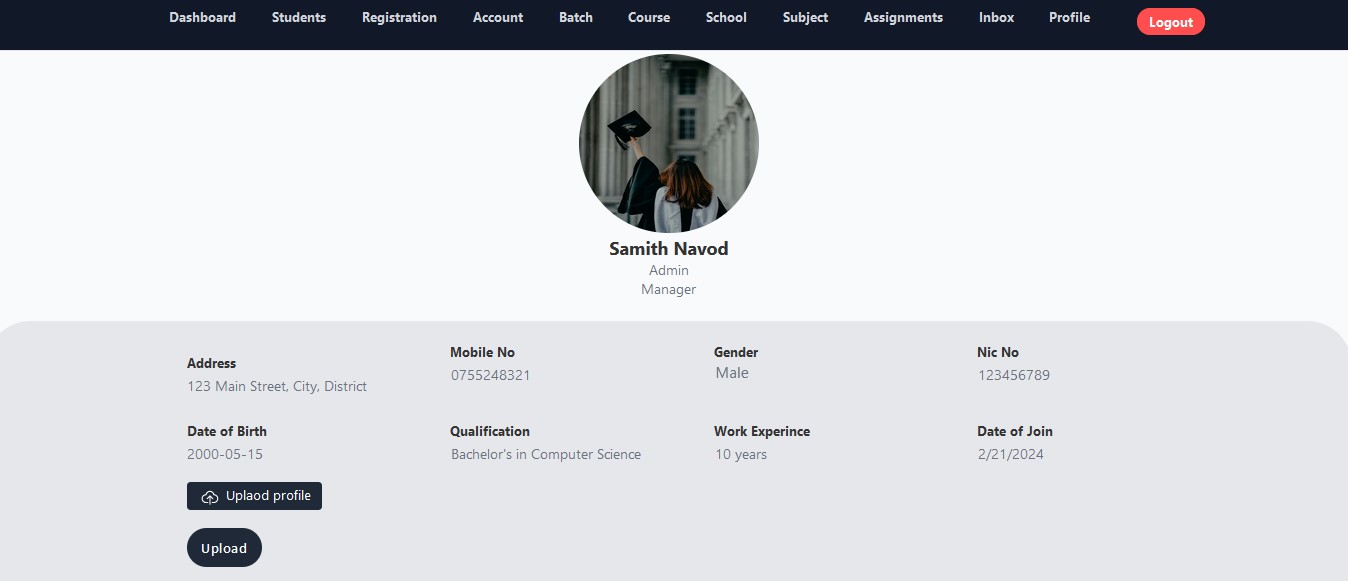 Dashboard Students Registration Account Batch Course School Subject Assignments Inbox Profile Logout
Samith Navod
Admin
Manager
Address Mobile No Gender Nic No
123 Main Street, City, District 0755248321 Male 123456789
Date of Birth Qualification Work Experince Date of Join
2000-05-15 Bachelor's in Computer Science 10 years 2/21/2024
Uplaod profile
Upload